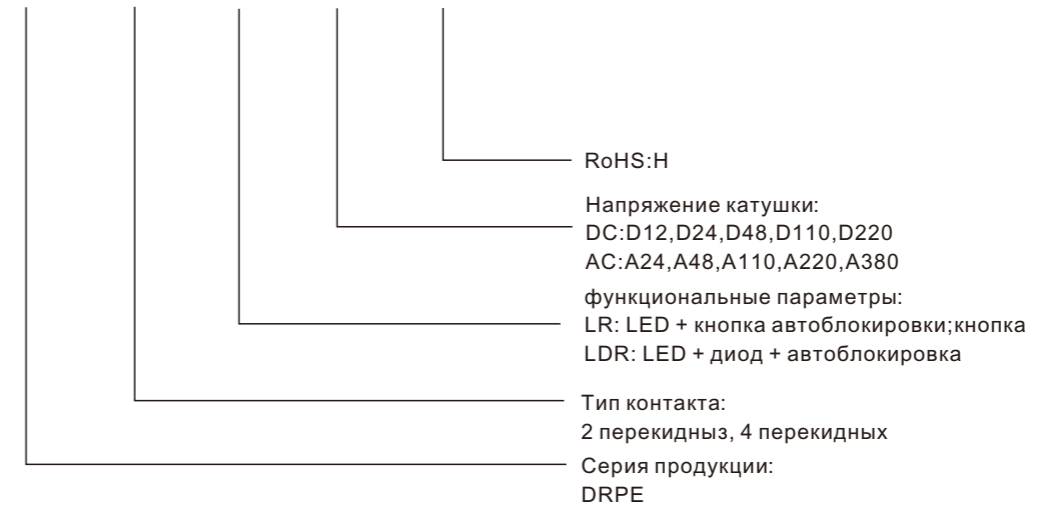 RoHS:H
Напряжение катушки:
DC:D12,D24,D48,D110,D220
AC:A24,A48,A110,A220,A380
функциональные параметры:
LR: LED + кнопка автоблокировки;кнопка
LDR: LED + диод + автоблокировка
Тип контакта:
2 перекидныз, 4 перекидных
Серия продукции:
DRPE